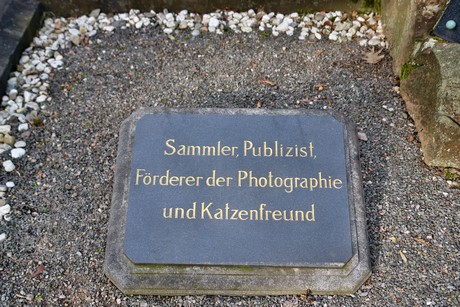 Sammler, Publizist,
Förderer der Photographie
und Katzenfreund